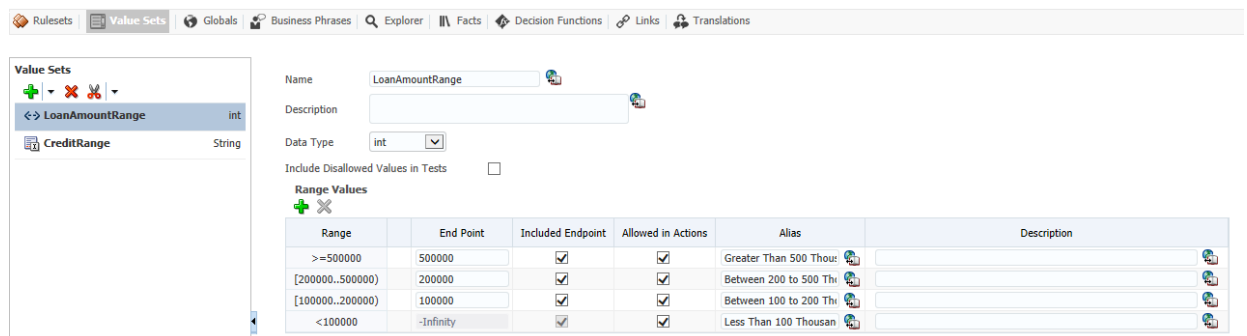 Rulesets Value Sets Globals Business Phrases Explorer Facts Decision Functions Links Translations
Value Sets
LoanAmountRange int
CreditRange String
Name LoanAmountRange
Description
Data Type int
Include Disallowed Values in Tests
Range Values
Range End Point Included Endpoint Allowed in Actions Alias Description
>=500000 500000 Greater Than 500 Thous
[200000..500000) 200000 Between 200 to 500 Th
[100000..200000) 100000 Between 100 to 200 Th
<100000 -Infinity Less Than 100 Thousan